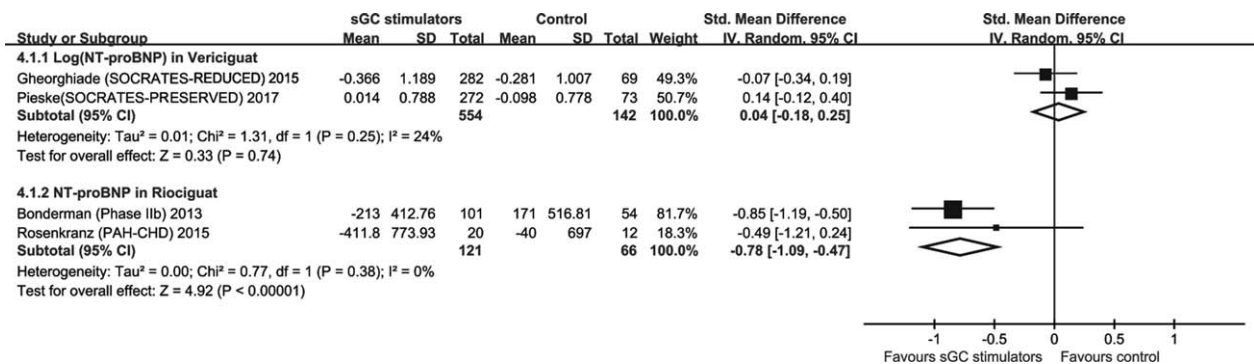 sGC stimulators Control Std. Mean Difference Std. Mean Difference
Study or Subgroup Mean SD Total Mean SD Total Weight IV. Random. 95% CI IV. Random. 95% CI
4.1.1 Log(NT-proBNP) in Vericiguat
Gheorghiade (SOCRATES-REDUCED) 2015 -0.366 1.189 282 -0.281 1.007 69 49.3% -0.07 [-0.34, 0.19]
Pieske(SOCRATES-PRESERVED) 2017 0.014 0.788 272 -0.098 0.778 73 50.7% 0.14 [-0.12, 0.40]
Subtotal (95% CI) 554 142 100.0% 0.04 [-0.18, 0.25]
Heterogeneity: Tau² = 0.01; Chi² = 1.31, df = 1 (P = 0.25); I² = 24%
Test for overall effect: Z = 0.33 (P = 0.74)
4.1.2 NT-proBNP in Riociguat
Bonderman (Phase IIb) 2013 -213 412.76 101 171 516.81 54 81.7% -0.85 [-1.19, -0.50]
Rosenkranz (PAH-CHD) 2015 -411.8 773.93 20 -40 697 12 18.3% -0.49 [-1.21, 0.24]
Subtotal (95% CI) 121 66 100.0% -0.78 [-1.09, -0.47]
Heterogeneity: Tau² = 0.00; Chi² = 0.77, df = 1 (P = 0.38); I² = 0%
Test for overall effect: Z = 4.92 (P < 0.00001)
-1 -0.5 0 0.5 1
Favours sGC stimulators Favours control